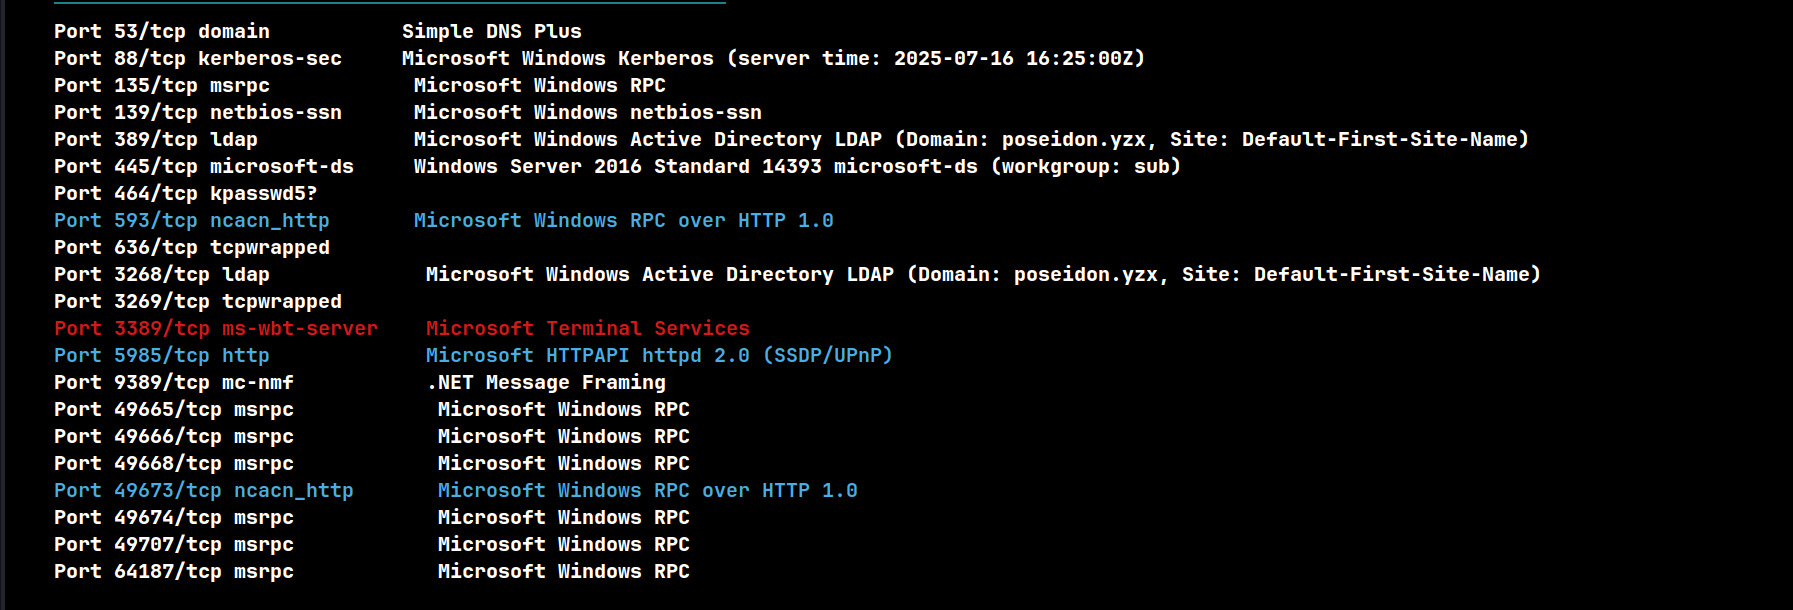 Port 53/tcp domain           Simple DNS Plus
Port 88/tcp kerberos-sec     Microsoft Windows Kerberos (server time: 2025-07-16 16:25:00Z)
Port 135/tcp msrpc            Microsoft Windows RPC
Port 139/tcp netbios-ssn      Microsoft Windows netbios-ssn
Port 389/tcp ldap             Microsoft Windows Active Directory LDAP (Domain: poseidon.yzx, Site: Default-First-Site-Name)
Port 445/tcp microsoft-ds     Windows Server 2016 Standard 14393 microsoft-ds (workgroup: sub)
Port 464/tcp kpasswd5?
Port 593/tcp ncacn_http       Microsoft Windows RPC over HTTP 1.0
Port 636/tcp tcpwrapped
Port 3268/tcp ldap             Microsoft Windows Active Directory LDAP (Domain: poseidon.yzx, Site: Default-First-Site-Name)
Port 3269/tcp tcpwrapped
Port 3389/tcp ms-wbt-server    Microsoft Terminal Services
Port 5985/tcp http             Microsoft HTTPAPI httpd 2.0 (SSDP/UPnP)
Port 9389/tcp mc-nmf           .NET Message Framing
Port 49665/tcp msrpc            Microsoft Windows RPC
Port 49666/tcp msrpc            Microsoft Windows RPC
Port 49668/tcp msrpc            Microsoft Windows RPC
Port 49673/tcp ncacn_http       Microsoft Windows RPC over HTTP 1.0
Port 49674/tcp msrpc            Microsoft Windows RPC
Port 49707/tcp msrpc            Microsoft Windows RPC
Port 64187/tcp msrpc            Microsoft Windows RPC